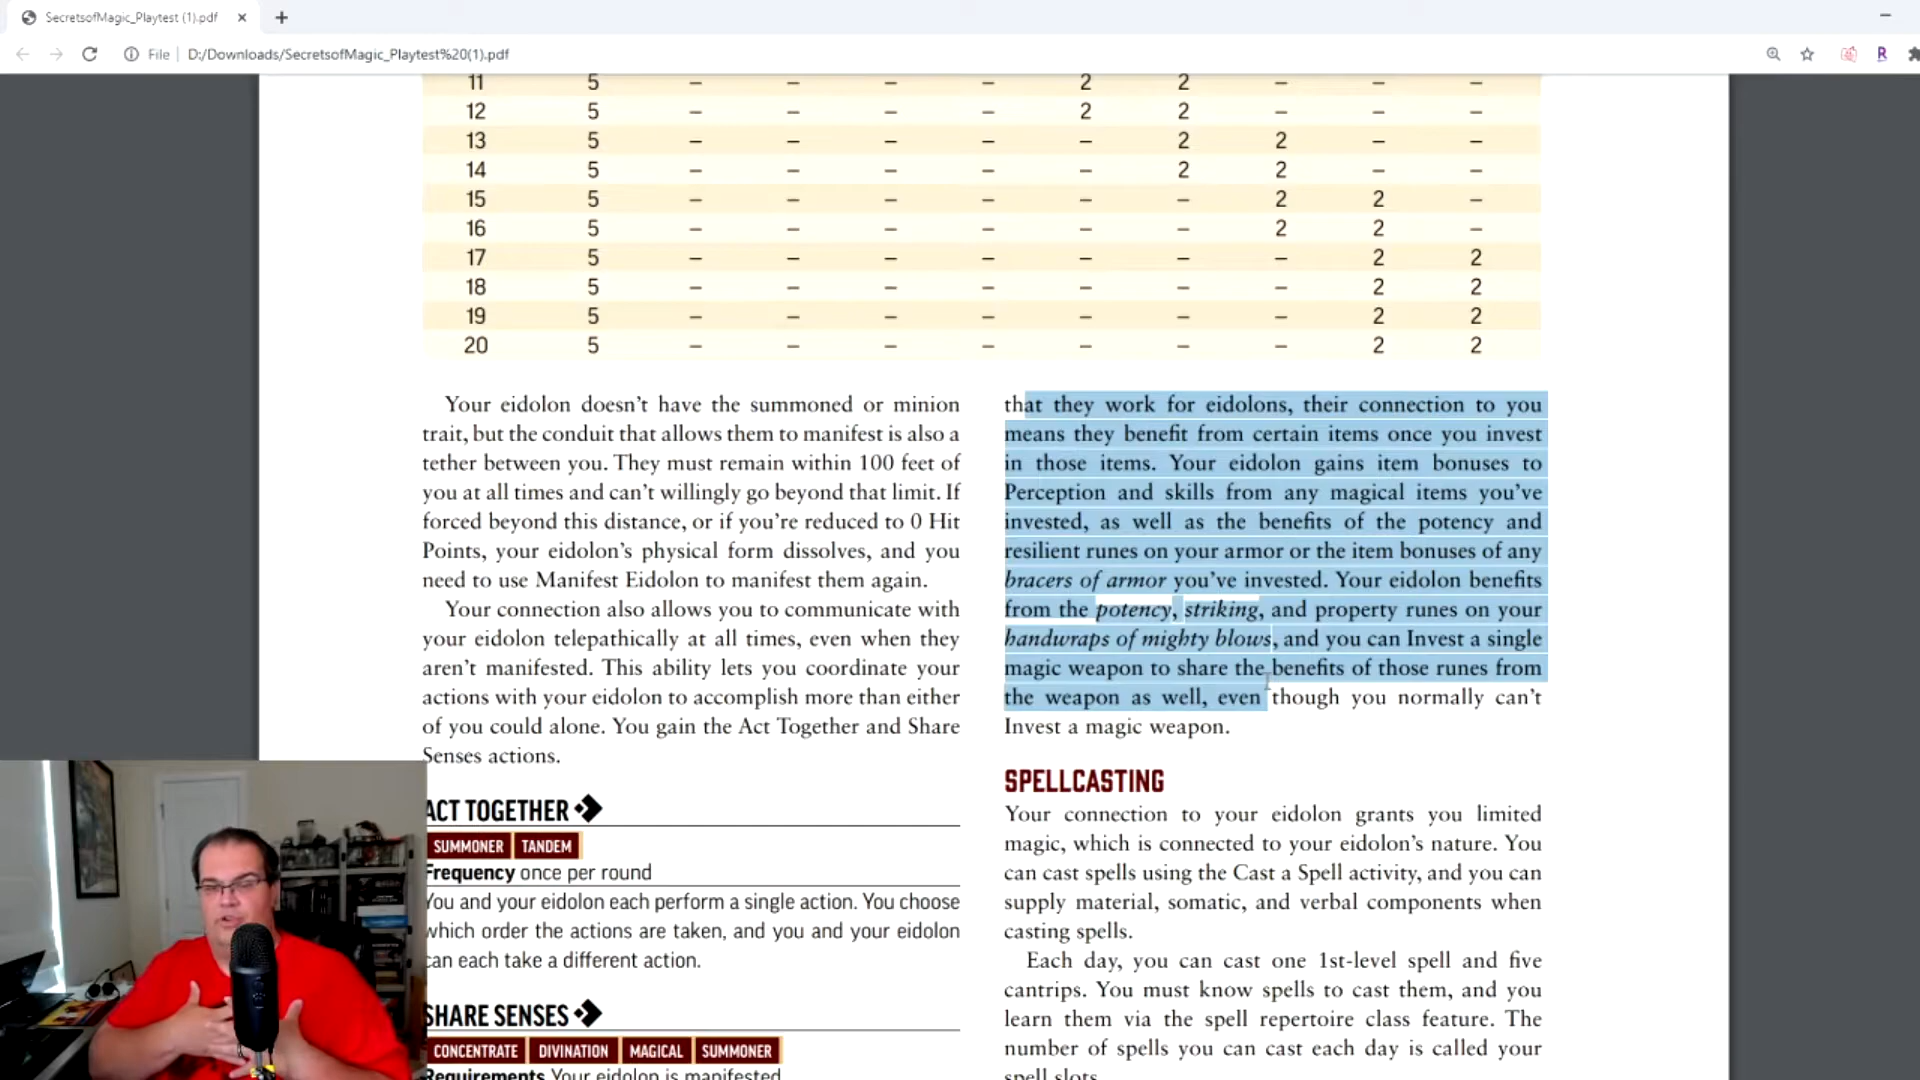 SecretsofMagic_Playtest (1).pdf
File
D:/Downloads/SecretsofMagic_Playtest%20(1).pdf
R
11 5 – – – – 2 2 – – –
12 5 – – – – 2 2 – – –
13 5 – – – – – 2 2 – –
14 5 – – – – – 2 2 – –
15 5 – – – – – – 2 2 –
16 5 – – – – – – 2 2 –
17 5 – – – – – – – 2 2
18 5 – – – – – – – 2 2
19 5 – – – – – – – 2 2
20 5 – – – – – – – 2 2
Your eidolon doesn't have the summoned or minion
trait, but the conduit that allows them to manifest is also a
tether between you. They must remain within 100 feet of
you at all times and can't willingly go beyond that limit. If
forced beyond this distance, or if you're reduced to 0 Hit
Points, your eidolon's physical form dissolves, and you
need to use Manifest Eidolon to manifest them again.
Your connection also allows you to communicate with
your eidolon telepathically at all times, even when they
aren't manifested. This ability lets you coordinate your
actions with your eidolon to accomplish more than either
of you could alone. You gain the Act Together and Share
Senses actions.
ACT TOGETHER
SUMMONER TANDEM
Frequency once per round
You and your eidolon each perform a single action. You choose
which order the actions are taken, and you and your eidolon
can each take a different action.
SHARE SENSES
CONCENTRATE DIVINATION MAGICAL SUMMONER
Requirements Your eidolon is manifested
that they work for eidolons, their connection to you
means they benefit from certain items once you invest
in those items. Your eidolon gains item bonuses to
Perception and skills from any magical items you've
invested, as well as the benefits of the potency and
resilient runes on your armor or the item bonuses of any
bracers of armor you've invested. Your eidolon benefits
from the potency, striking, and property runes on your
handwraps of mighty blows, and you can Invest a single
magic weapon to share the benefits of those runes from
the weapon as well, even though you normally can't
Invest a magic weapon.
SPELLCASTING
Your connection to your eidolon grants you limited
magic, which is connected to your eidolon's nature. You
can cast spells using the Cast a Spell activity, and you can
supply material, somatic, and verbal components when
casting spells.
Each day, you can cast one 1st-level spell and five
cantrips. You must know spells to cast them, and you
learn them via the spell repertoire class feature. The
number of spells you can cast each day is called your
spell slots.